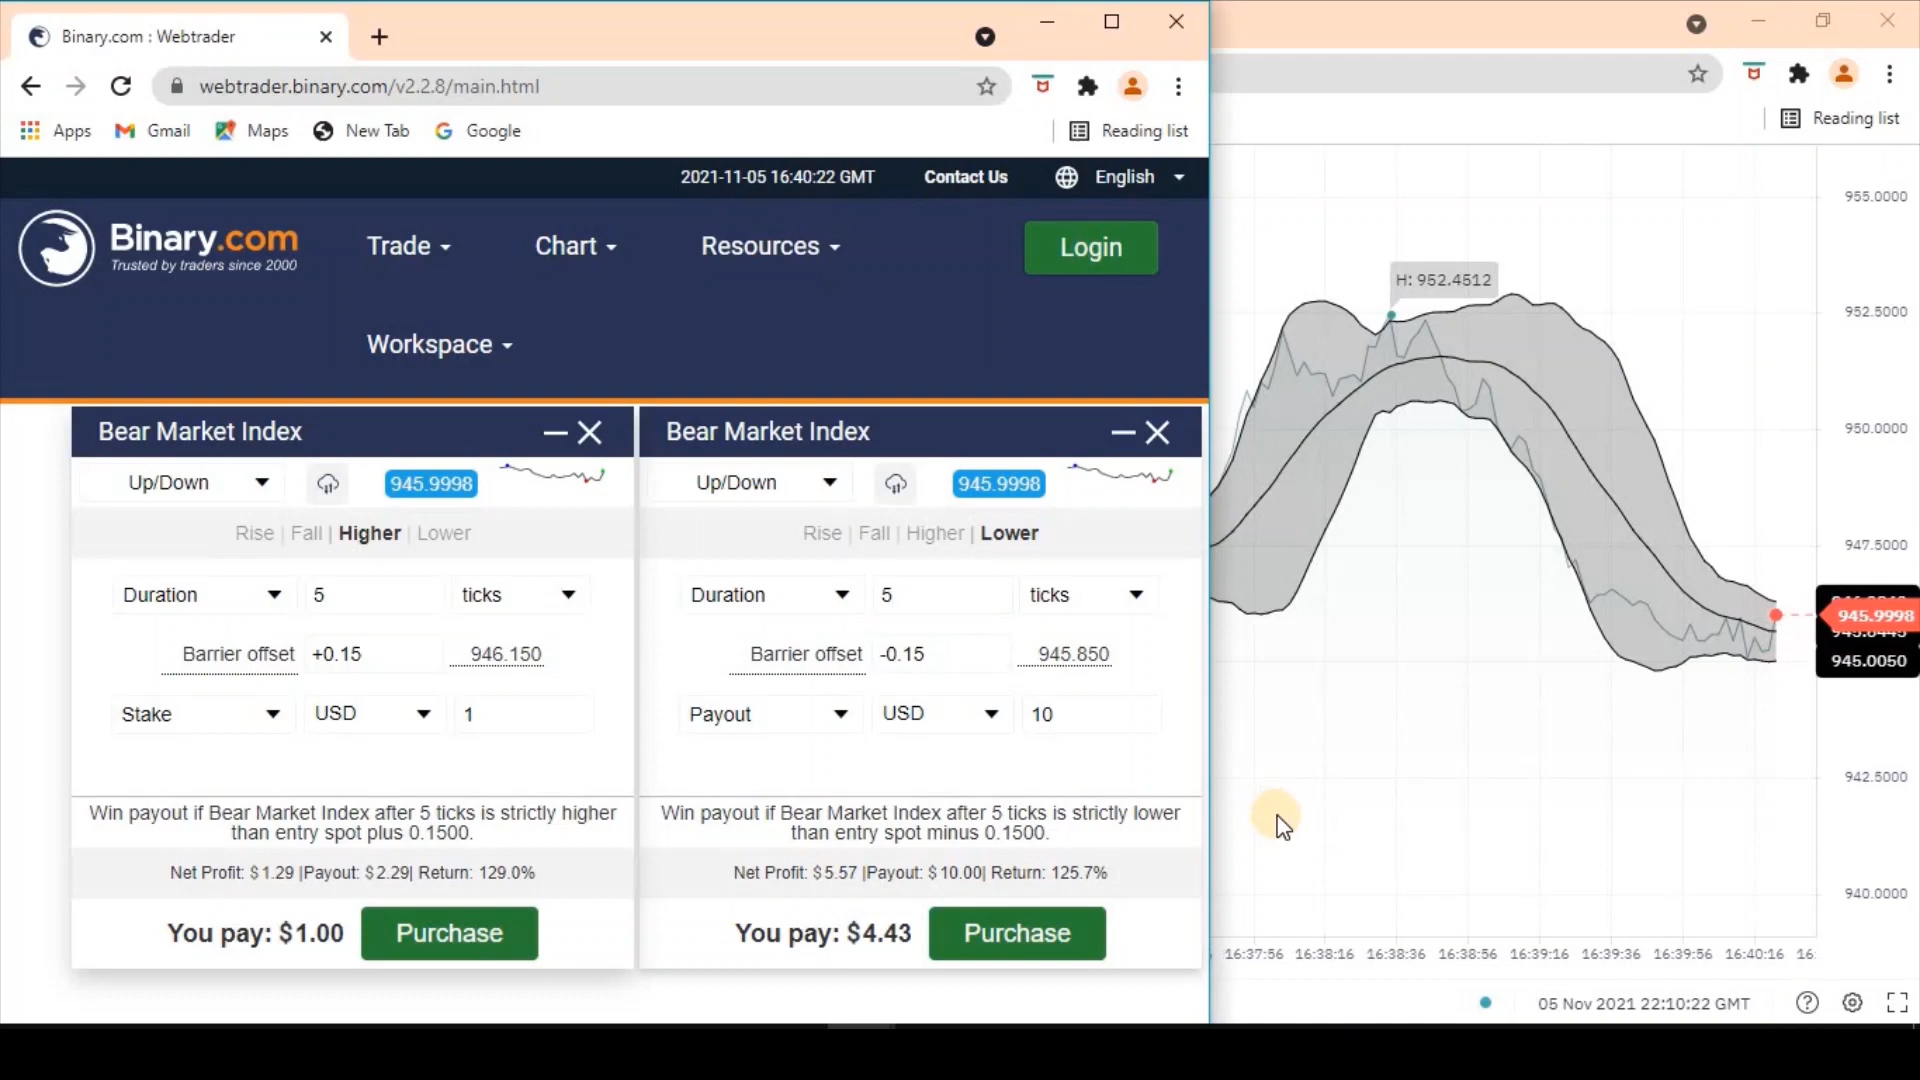 Binary.com : Webtrader
webtrader.binary.com/v2.2.8/main.html
Apps Gmail Maps New Tab Google Reading list
Reading list
2021-11-05 16:40:22 GMT Contact Us English
Binary.com
Trusted by traders since 2000
Trade Chart Resources Login
Workspace
Bear Market Index
Up/Down 945.9998
Rise | Fall | Higher | Lower
Duration 5 ticks
Barrier offset +0.15 946.150
Stake USD 1
Win payout if Bear Market Index after 5 ticks is strictly higher
than entry spot plus 0.1500.
Net Profit: $1.29 |Payout: $2.29| Return: 129.0%
You pay: $1.00 Purchase
Bear Market Index
Up/Down 945.9998
Rise | Fall | Higher | Lower
Duration 5 ticks
Barrier offset -0.15 945.850
Payout USD 10
Win payout if Bear Market Index after 5 ticks is strictly lower
than entry spot minus 0.1500.
Net Profit: $5.57 |Payout: $10.00| Return: 125.7%
You pay: $4.43 Purchase
H: 952.4512
955.0000
952.5000
950.0000
947.5000
945.9998
945.0050
942.5000
940.0000
16:37:56 16:38:16 16:38:36 16:38:56 16:39:16 16:39:36 16:39:56 16:40:16 16:
05 Nov 2021 22:10:22 GMT